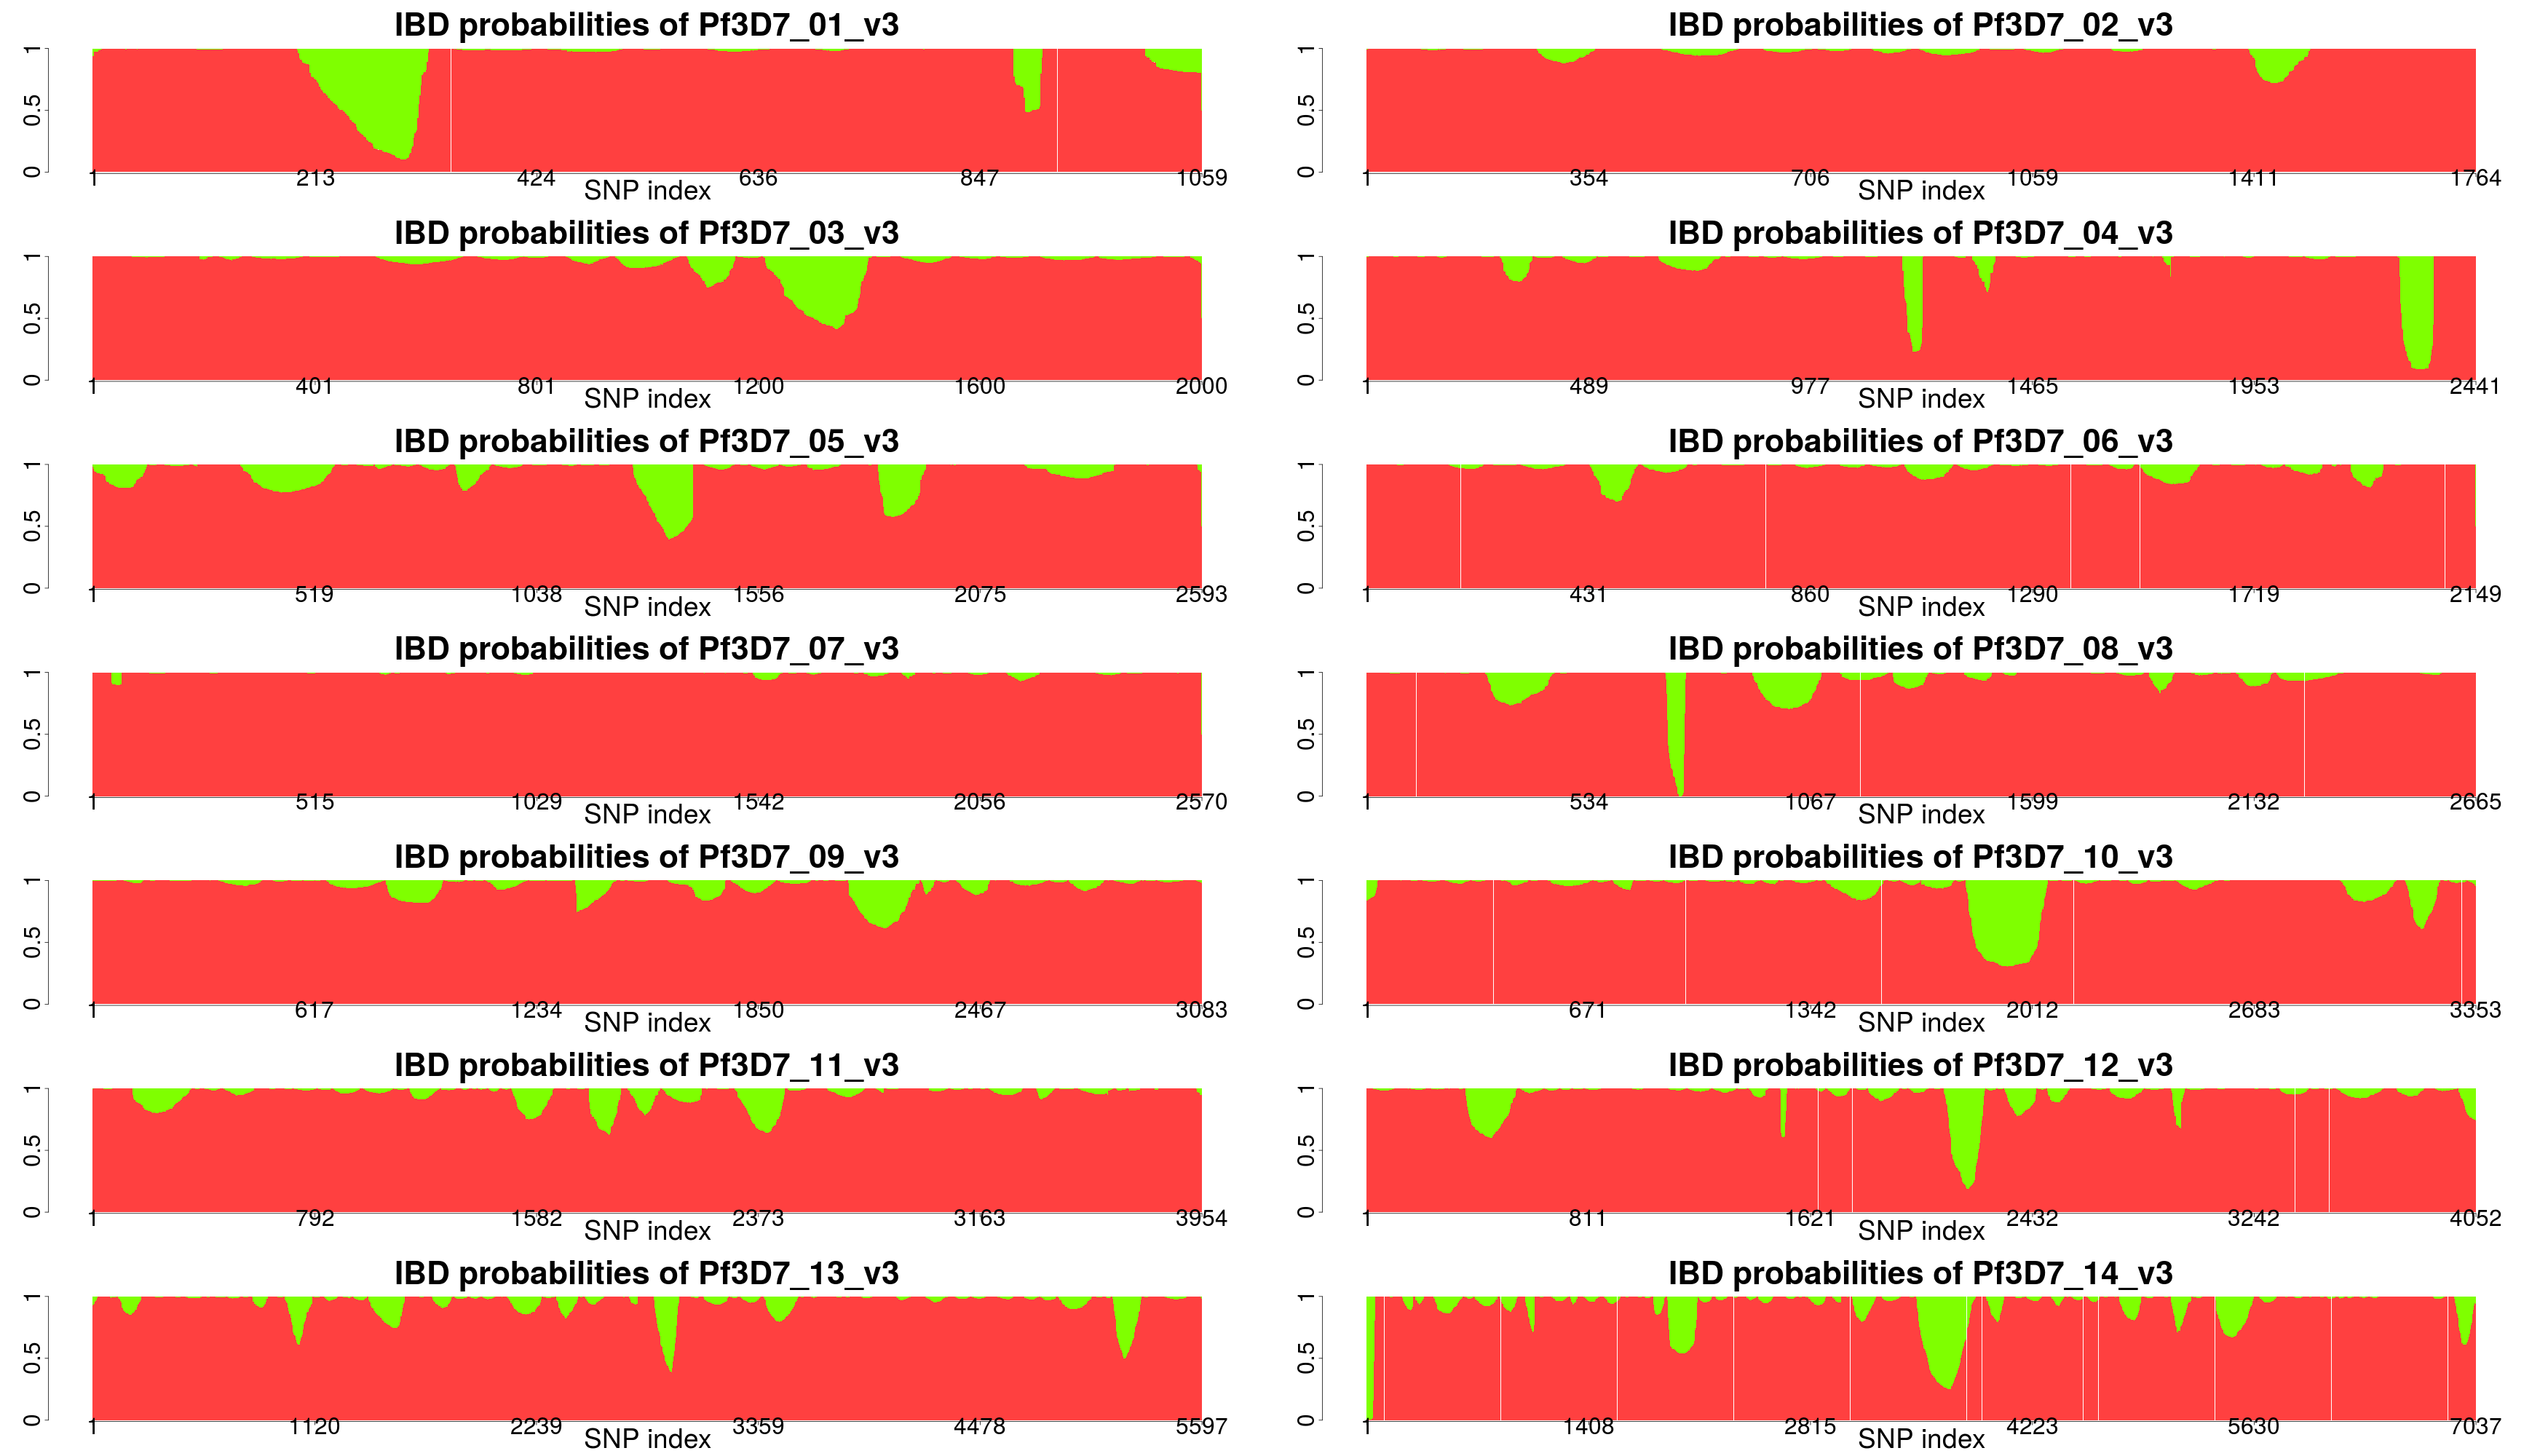 IBD probabilities of Pf3D7_01_v3
0 0.5 1
1 213 424 636 847 1059
SNP index
IBD probabilities of Pf3D7_02_v3
0 0.5 1
1 354 706 1059 1411 1764
SNP index
IBD probabilities of Pf3D7_03_v3
0 0.5 1
1 401 801 1200 1600 2000
SNP index
IBD probabilities of Pf3D7_04_v3
0 0.5 1
1 489 977 1465 1953 2441
SNP index
IBD probabilities of Pf3D7_05_v3
0 0.5 1
1 519 1038 1556 2075 2593
SNP index
IBD probabilities of Pf3D7_06_v3
0 0.5 1
1 431 860 1290 1719 2149
SNP index
IBD probabilities of Pf3D7_07_v3
0 0.5 1
1 515 1029 1542 2056 2570
SNP index
IBD probabilities of Pf3D7_08_v3
0 0.5 1
1 534 1067 1599 2132 2665
SNP index
IBD probabilities of Pf3D7_09_v3
0 0.5 1
1 617 1234 1850 2467 3083
SNP index
IBD probabilities of Pf3D7_10_v3
0 0.5 1
1 671 1342 2012 2683 3353
SNP index
IBD probabilities of Pf3D7_11_v3
0 0.5 1
1 792 1582 2373 3163 3954
SNP index
IBD probabilities of Pf3D7_12_v3
0 0.5 1
1 811 1621 2432 3242 4052
SNP index
IBD probabilities of Pf3D7_13_v3
0 0.5 1
1 1120 2239 3359 4478 5597
SNP index
IBD probabilities of Pf3D7_14_v3
0 0.5 1
1 1408 2815 4223 5630 7037
SNP index